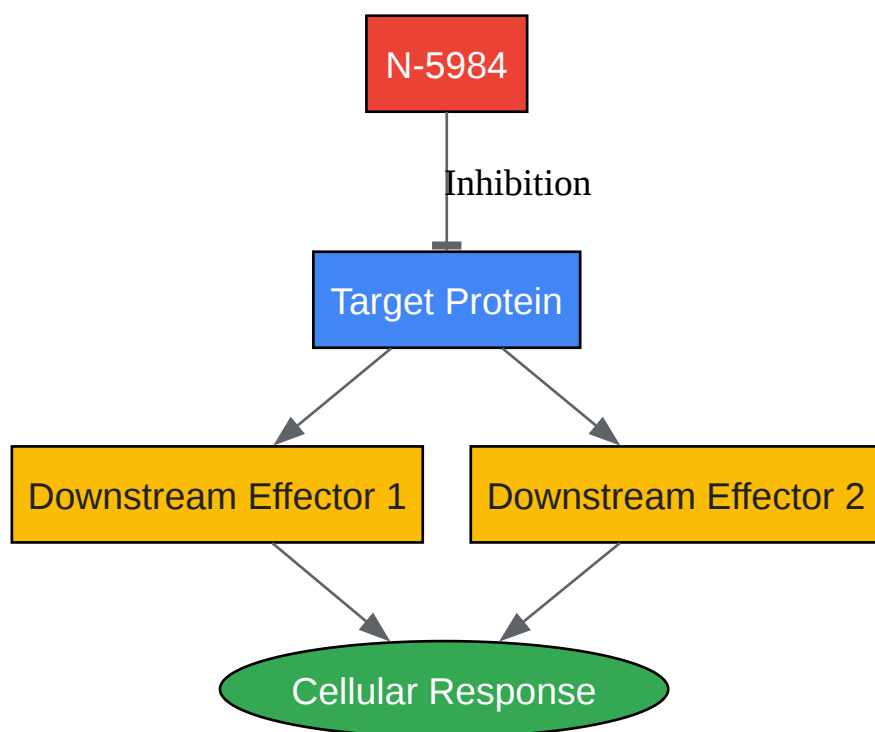 N-5984
Inhibition
Target Protein
Downstream Effector 1
Downstream Effector 2
Cellular Response